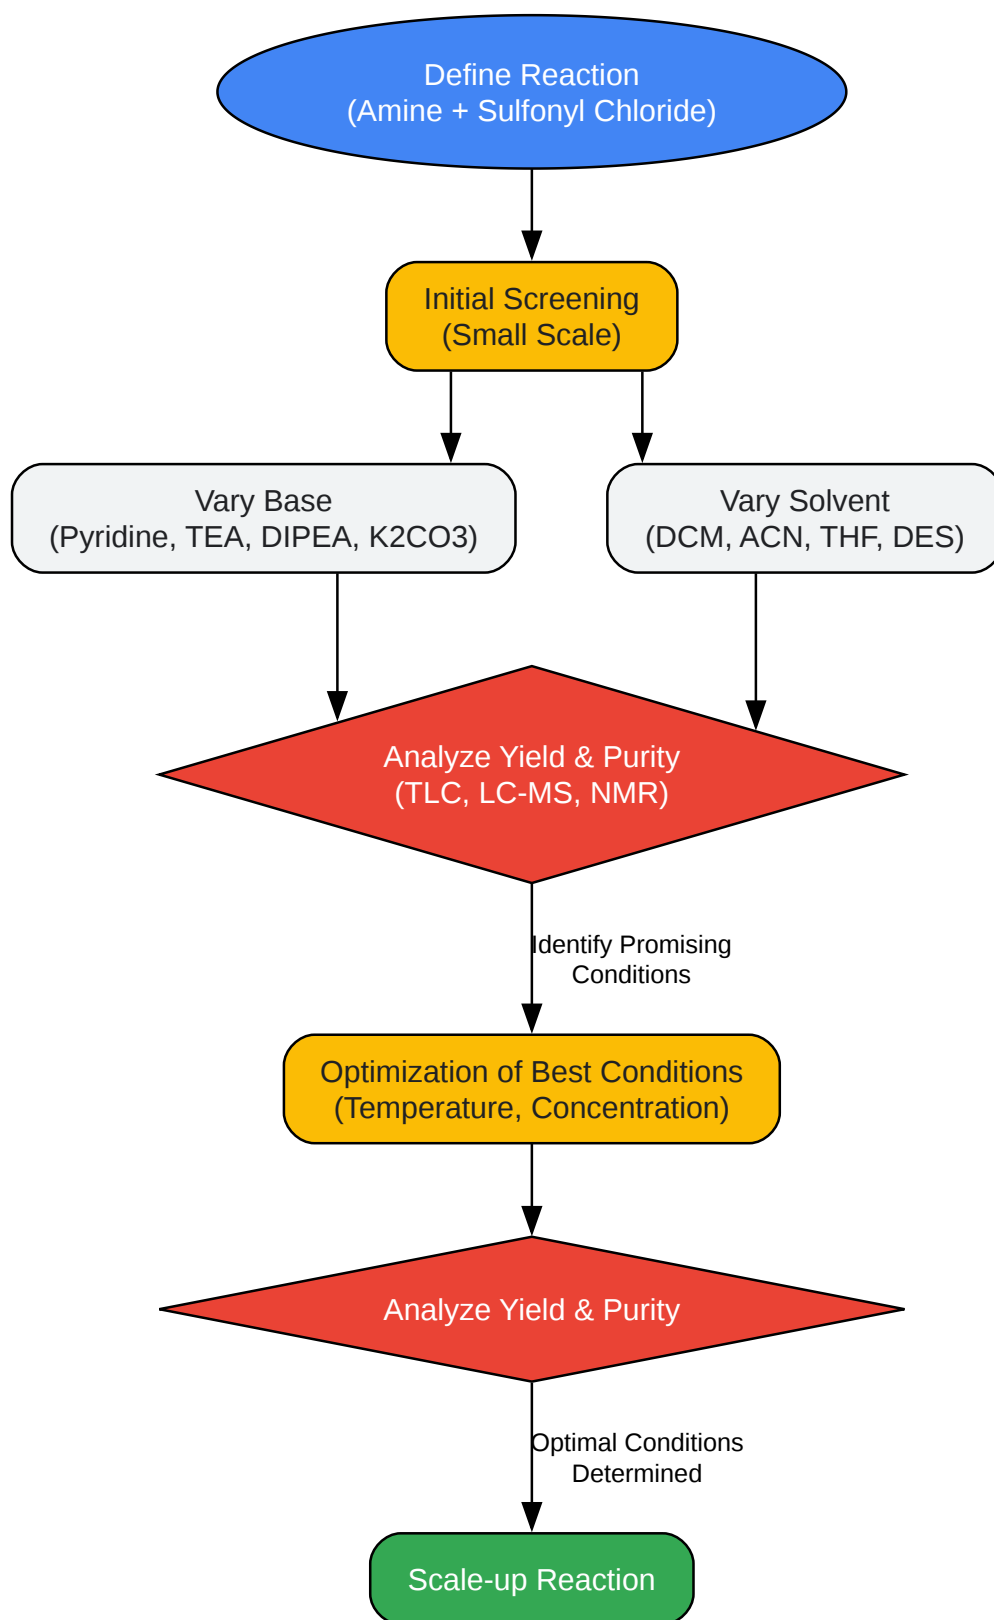 Define Reaction
(Amine + Sulfonyl Chloride)
Initial Screening
(Small Scale)
Vary Base
(Pyridine, TEA, DIPEA, K2CO3)
Vary Solvent
(DCM, ACN, THF, DES)
Analyze Yield & Purity
(TLC, LC-MS, NMR)
Identify Promising
Conditions
Optimization of Best Conditions
(Temperature, Concentration)
Analyze Yield & Purity
Optimal Conditions
Determined
Scale-up Reaction